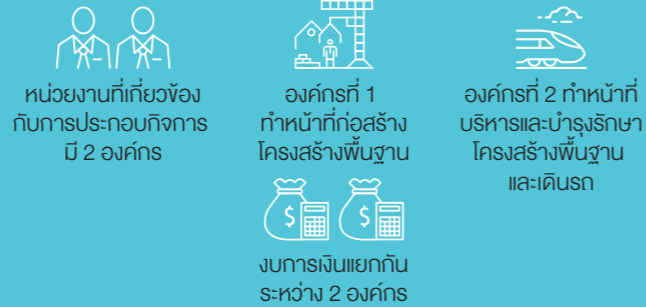 หน่วยงานที่เกี่ยวข้อง
กับการประกอบกิจการ
มี 2 องค์กร
องค์กรที่ 1
ทำหน้าที่ก่อสร้าง
โครงสร้างพื้นฐาน
องค์กรที่ 2 ทำหน้าที่
บริหารและบำรุงรักษา
โครงสร้างพื้นฐาน
และเดินรถ
$ $
งบการเงินแยกกัน
ระหว่าง 2 องค์กร